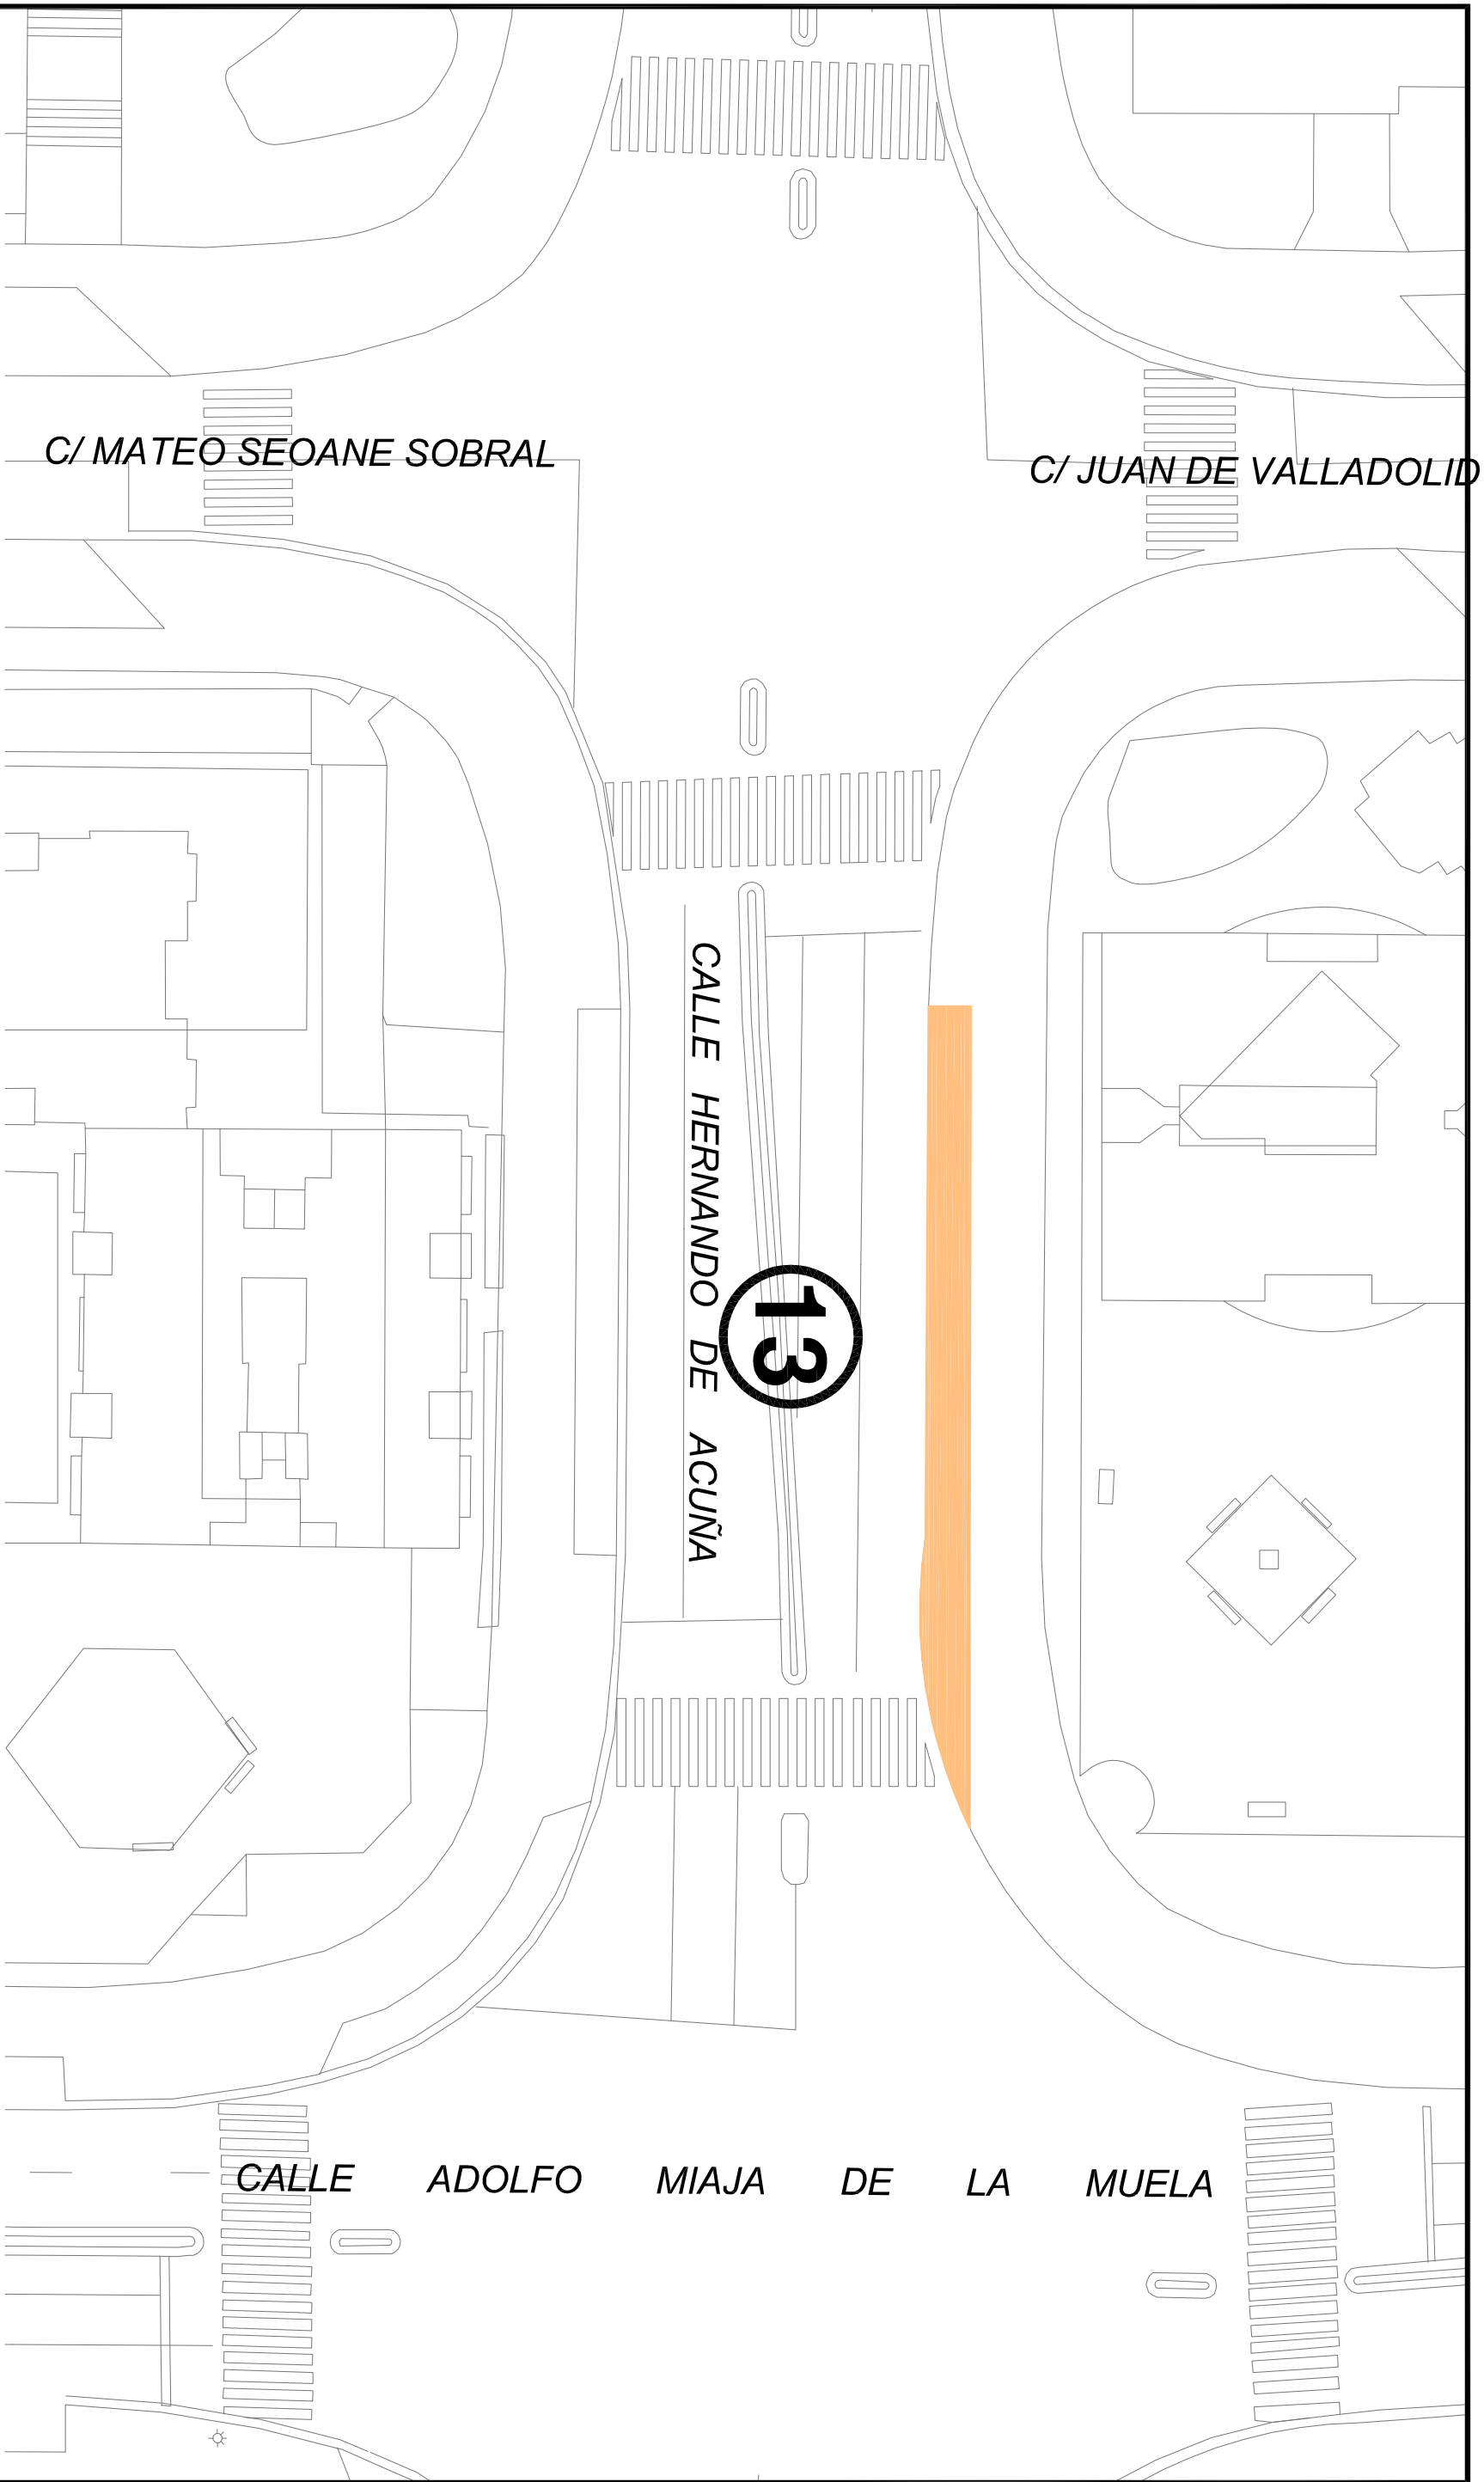 C/ MATEO SEOANE SOBRAL
C/ JUAN DE VALLADOLID
CALLE HERNANDO DE ACUÑA
13
CALLE ADOLFO MIAJA DE LA MUELA